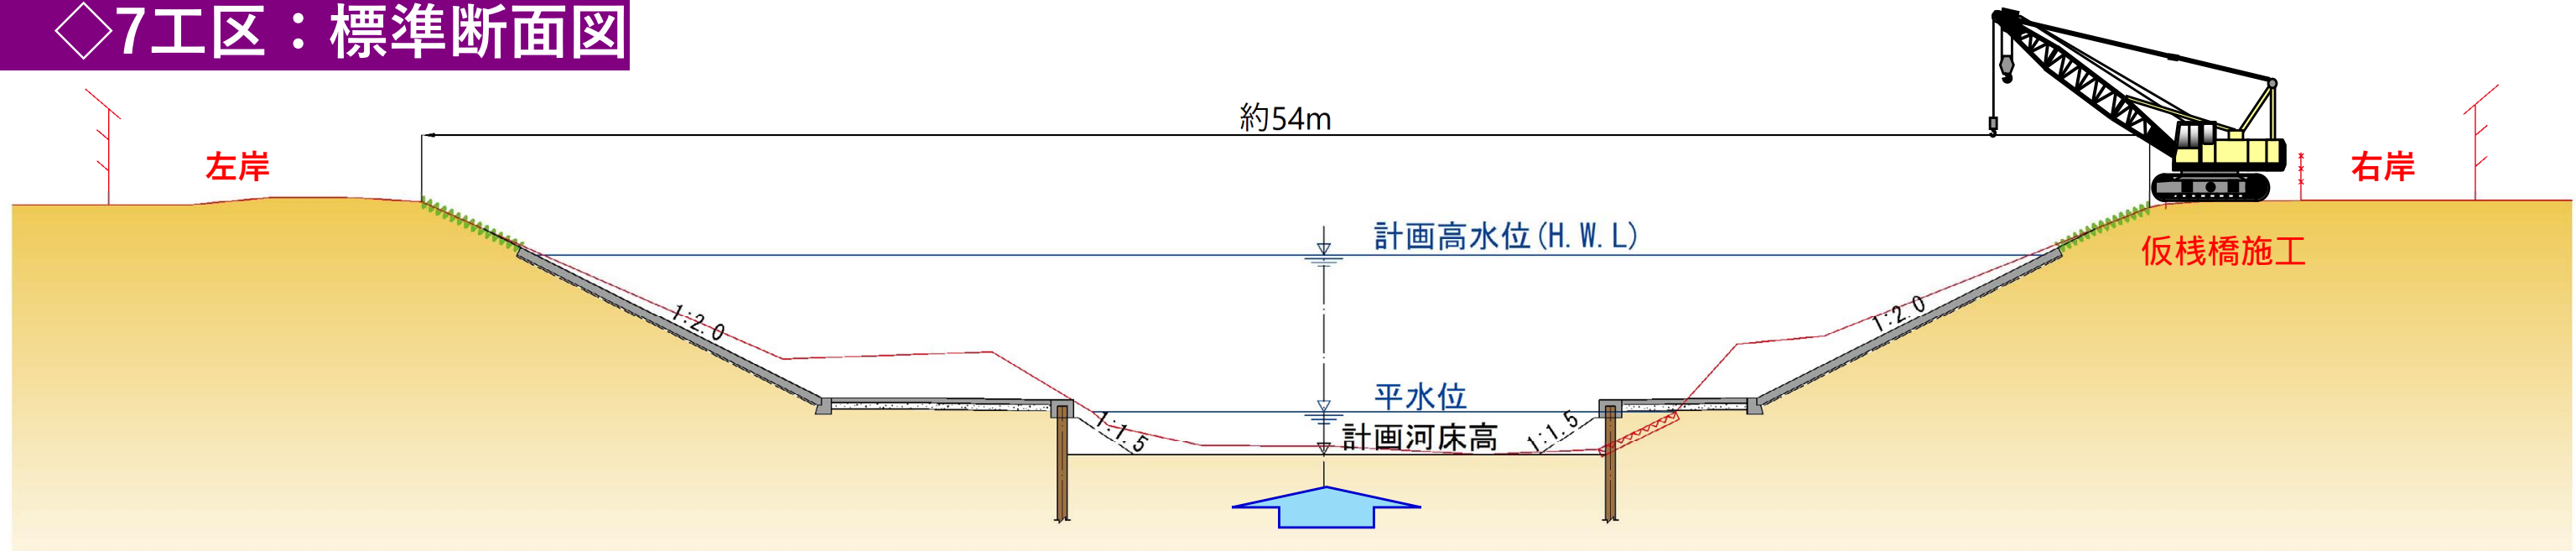 ◇7工区：標準断面図
約54m
左岸
右岸
計画高水位(H.W.L)
仮桟橋施工
1:2.0
1:2.0
平水位
1:1.5
計画河床高
1:1.5